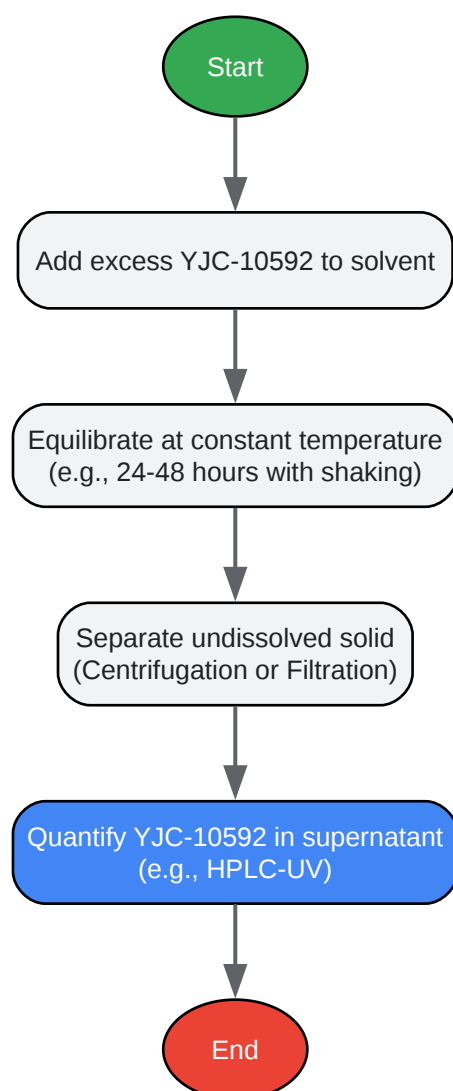 Start
Add excess YJC-10592 to solvent
Equilibrate at constant temperature
(e.g., 24-48 hours with shaking)
Separate undissolved solid
(Centrifugation or Filtration)
Quantify YJC-10592 in supernatant
(e.g., HPLC-UV)
End